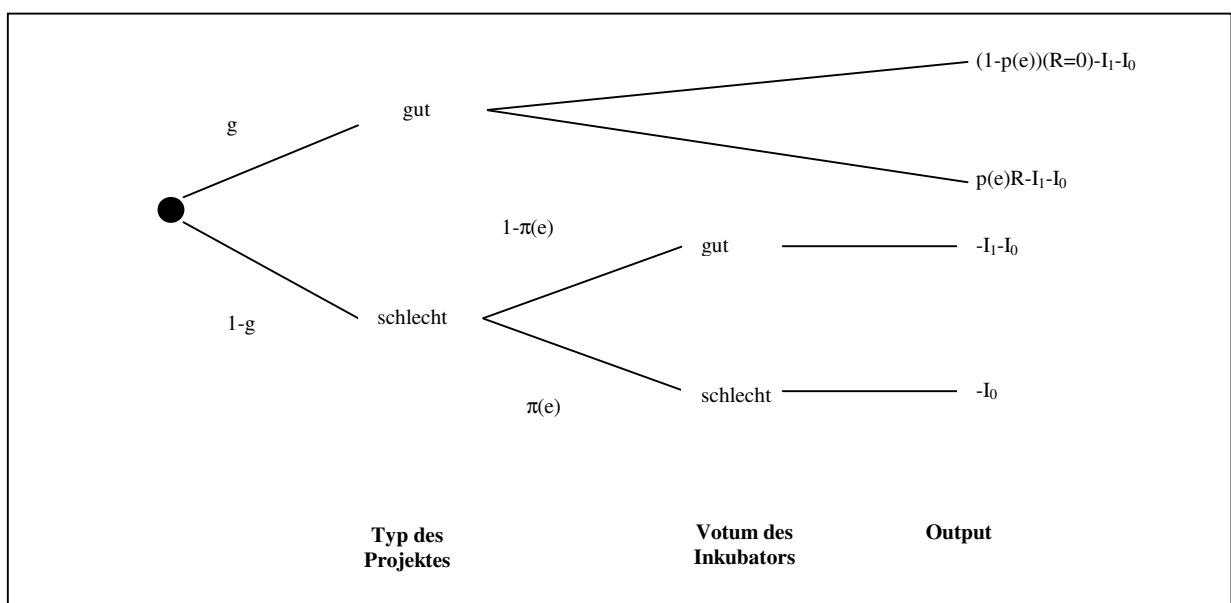 (1-p(e))(R=0)-I₁-I₀
gut
g
p(e)R-I₁-I₀
1-π(e)
gut
-I₁-I₀
schlecht
1-g
schlecht
-I₀
π(e)
Typ des
Projektes
Votum des
Inkubators
Output